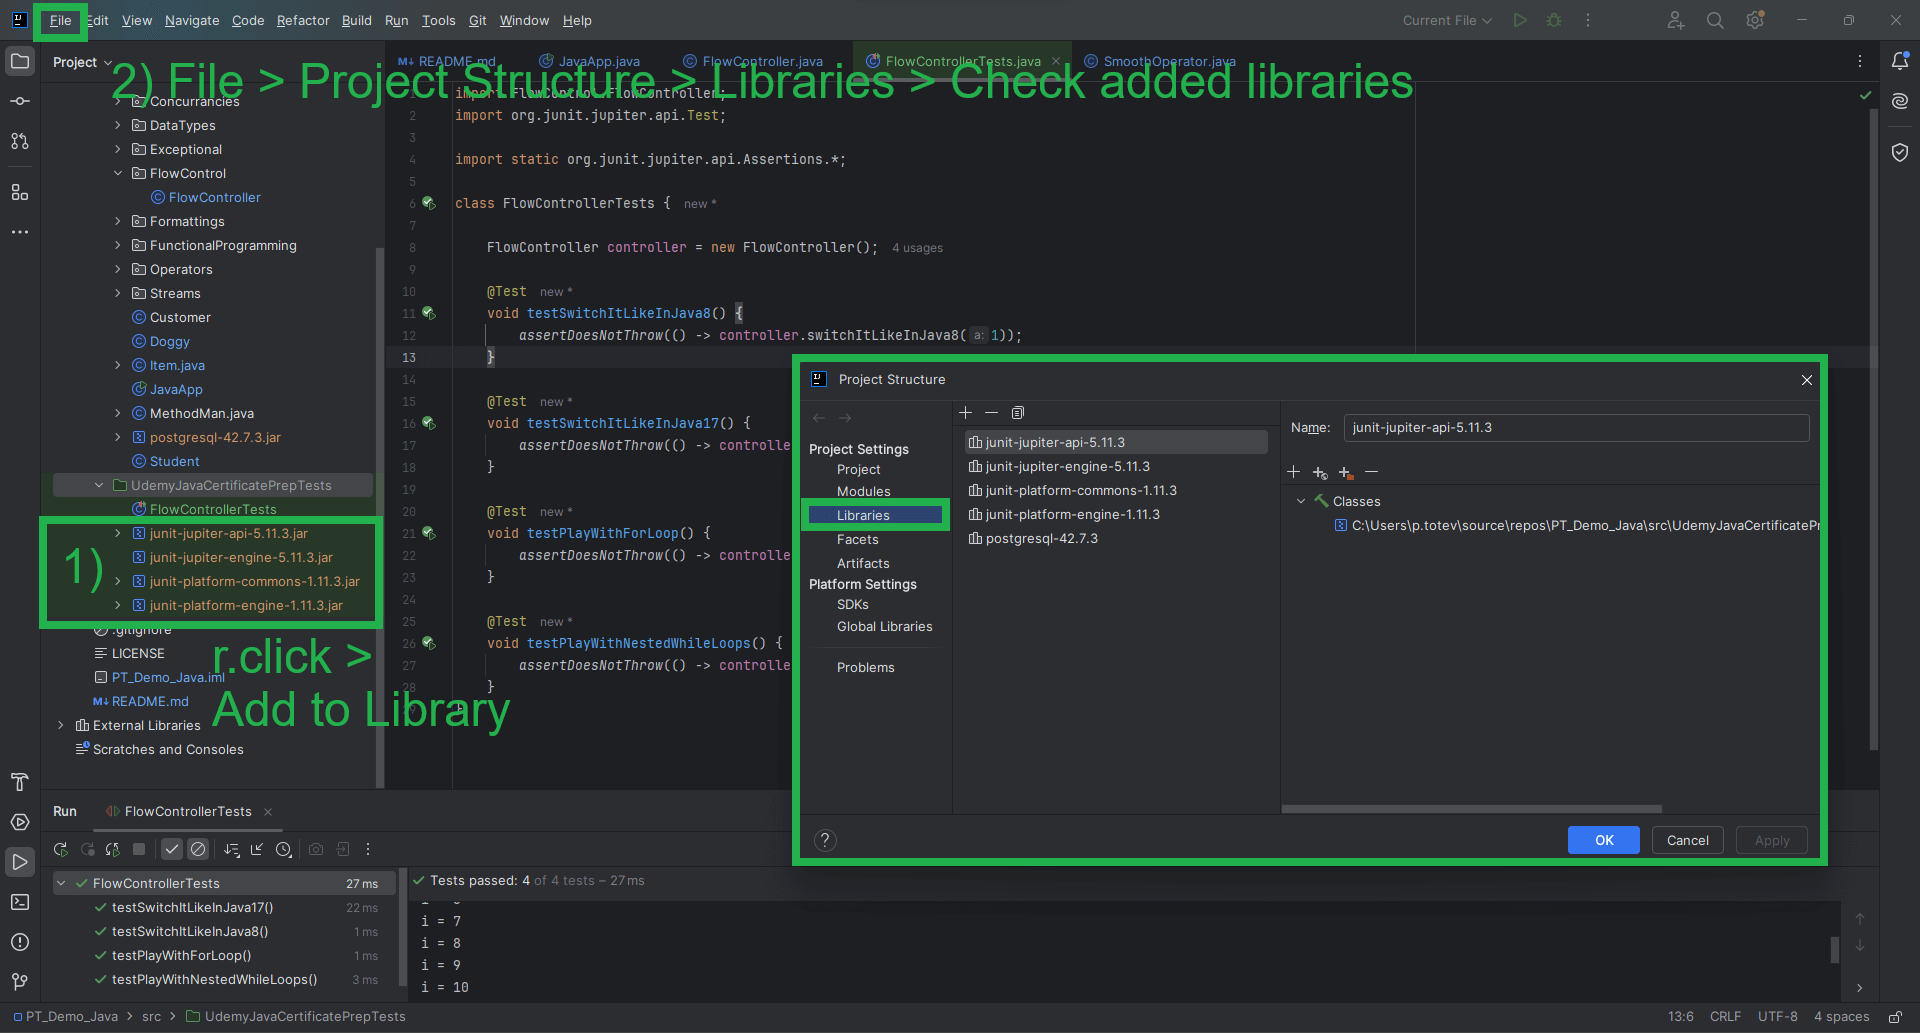 File Edit View Navigate Code Refactor Build Run Tools Git Window Help
Current File
Project
README.md JavaApp.java FlowController.java FlowControllerTests.java SmoothOperator.java
2) File > Project Structure > Libraries > Check added libraries
Concurrancies
DataTypes
Exceptional
FlowControl
FlowController
Formattings
FunctionalProgramming
Operators
Streams
Customer
Doggy
Item.java
JavaApp
MethodMan.java
postgresql-42.7.3.jar
Student
UdemyJavaCertificatePrepTests
FlowControllerTests
1)
junit-jupiter-api-5.11.3.jar
junit-jupiter-engine-5.11.3.jar
junit-platform-commons-1.11.3.jar
junit-platform-engine-1.11.3.jar
.gitignore
LICENSE
PT_Demo_Java.iml
README.md
External Libraries
Scratches and Consoles
r.click >
Add to Library
import FlowControl.FlowController;
2 import org.junit.jupiter.api.Test;
3
4 import static org.junit.jupiter.api.Assertions.*;
5
6 class FlowControllerTests { new *
7
8 FlowController controller = new FlowController(); 4 usages
9
10 @Test new *
11 void testSwitchItLikeInJava8() {
12 assertDoesNotThrow(() -> controller.switchItLikeInJava8( a: 1));
13 }
14
15 @Test new *
16 void testSwitchItLikeInJava17() {
17 assertDoesNotThrow(() -> controlle
18 }
19
20 @Test new *
21 void testPlayWithForLoop() {
22 assertDoesNotThrow(() -> controlle
23 }
24
25 @Test new *
26 void testPlayWithNestedWhileLoops() {
27 assertDoesNotThrow(() -> controlle
28 }
Project Structure
Project Settings
Project
Modules
Libraries
Facets
Artifacts
Platform Settings
SDKs
Global Libraries
Problems
junit-jupiter-api-5.11.3
junit-jupiter-engine-5.11.3
junit-platform-commons-1.11.3
junit-platform-engine-1.11.3
postgresql-42.7.3
Name: junit-jupiter-api-5.11.3
Classes
C:\Users\p.totev\source\repos\PT_Demo_Java\src\UdemyJavaCertificatePr
? OK Cancel Apply
Run FlowControllerTests
FlowControllerTests 27 ms
testSwitchItLikeInJava17() 22 ms
testSwitchItLikeInJava8() 1 ms
testPlayWithForLoop() 1 ms
testPlayWithNestedWhileLoops() 3 ms
Tests passed: 4 of 4 tests – 27 ms
i = 7
i = 8
i = 9
i = 10
PT_Demo_Java > src > UdemyJavaCertificatePrepTests
13:6 CRLF UTF-8 4 spaces